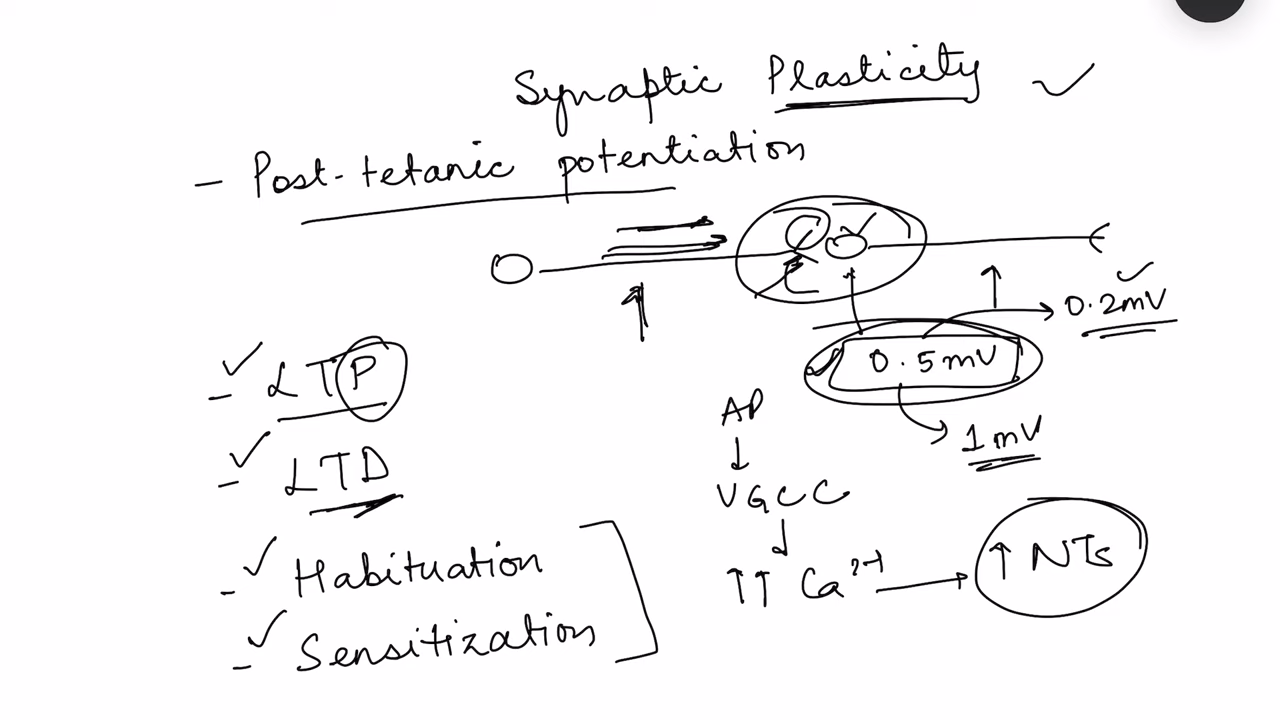 Synaptic Plasticity ✓
- Post-tetanic potentiation
0.2mV
0.5mV
1mV
- LTP
- LTD
- Habituation
- Sensitization
AP
↓
VGCC
↓
↑↑ Ca²⁺ → ↑ NTs